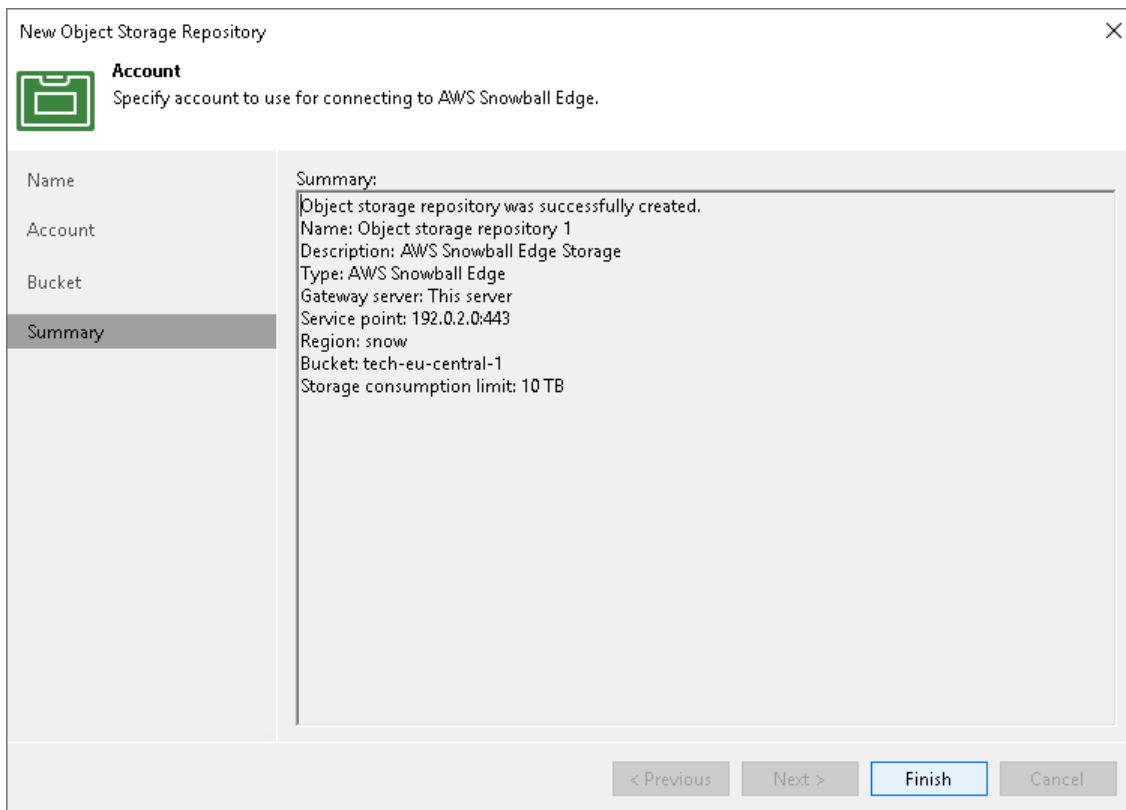 New Object Storage Repository
Account
Specify account to use for connecting to AWS Snowball Edge.
Name
Account
Bucket
Summary
Summary:
Object storage repository was successfully created.
Name: Object storage repository 1
Description: AWS Snowball Edge Storage
Type: AWS Snowball Edge
Gateway server: This server
Service point: 192.0.2.0:443
Region: snow
Bucket: tech-eu-central-1
Storage consumption limit: 10 TB
< Previous
Next >
Finish
Cancel